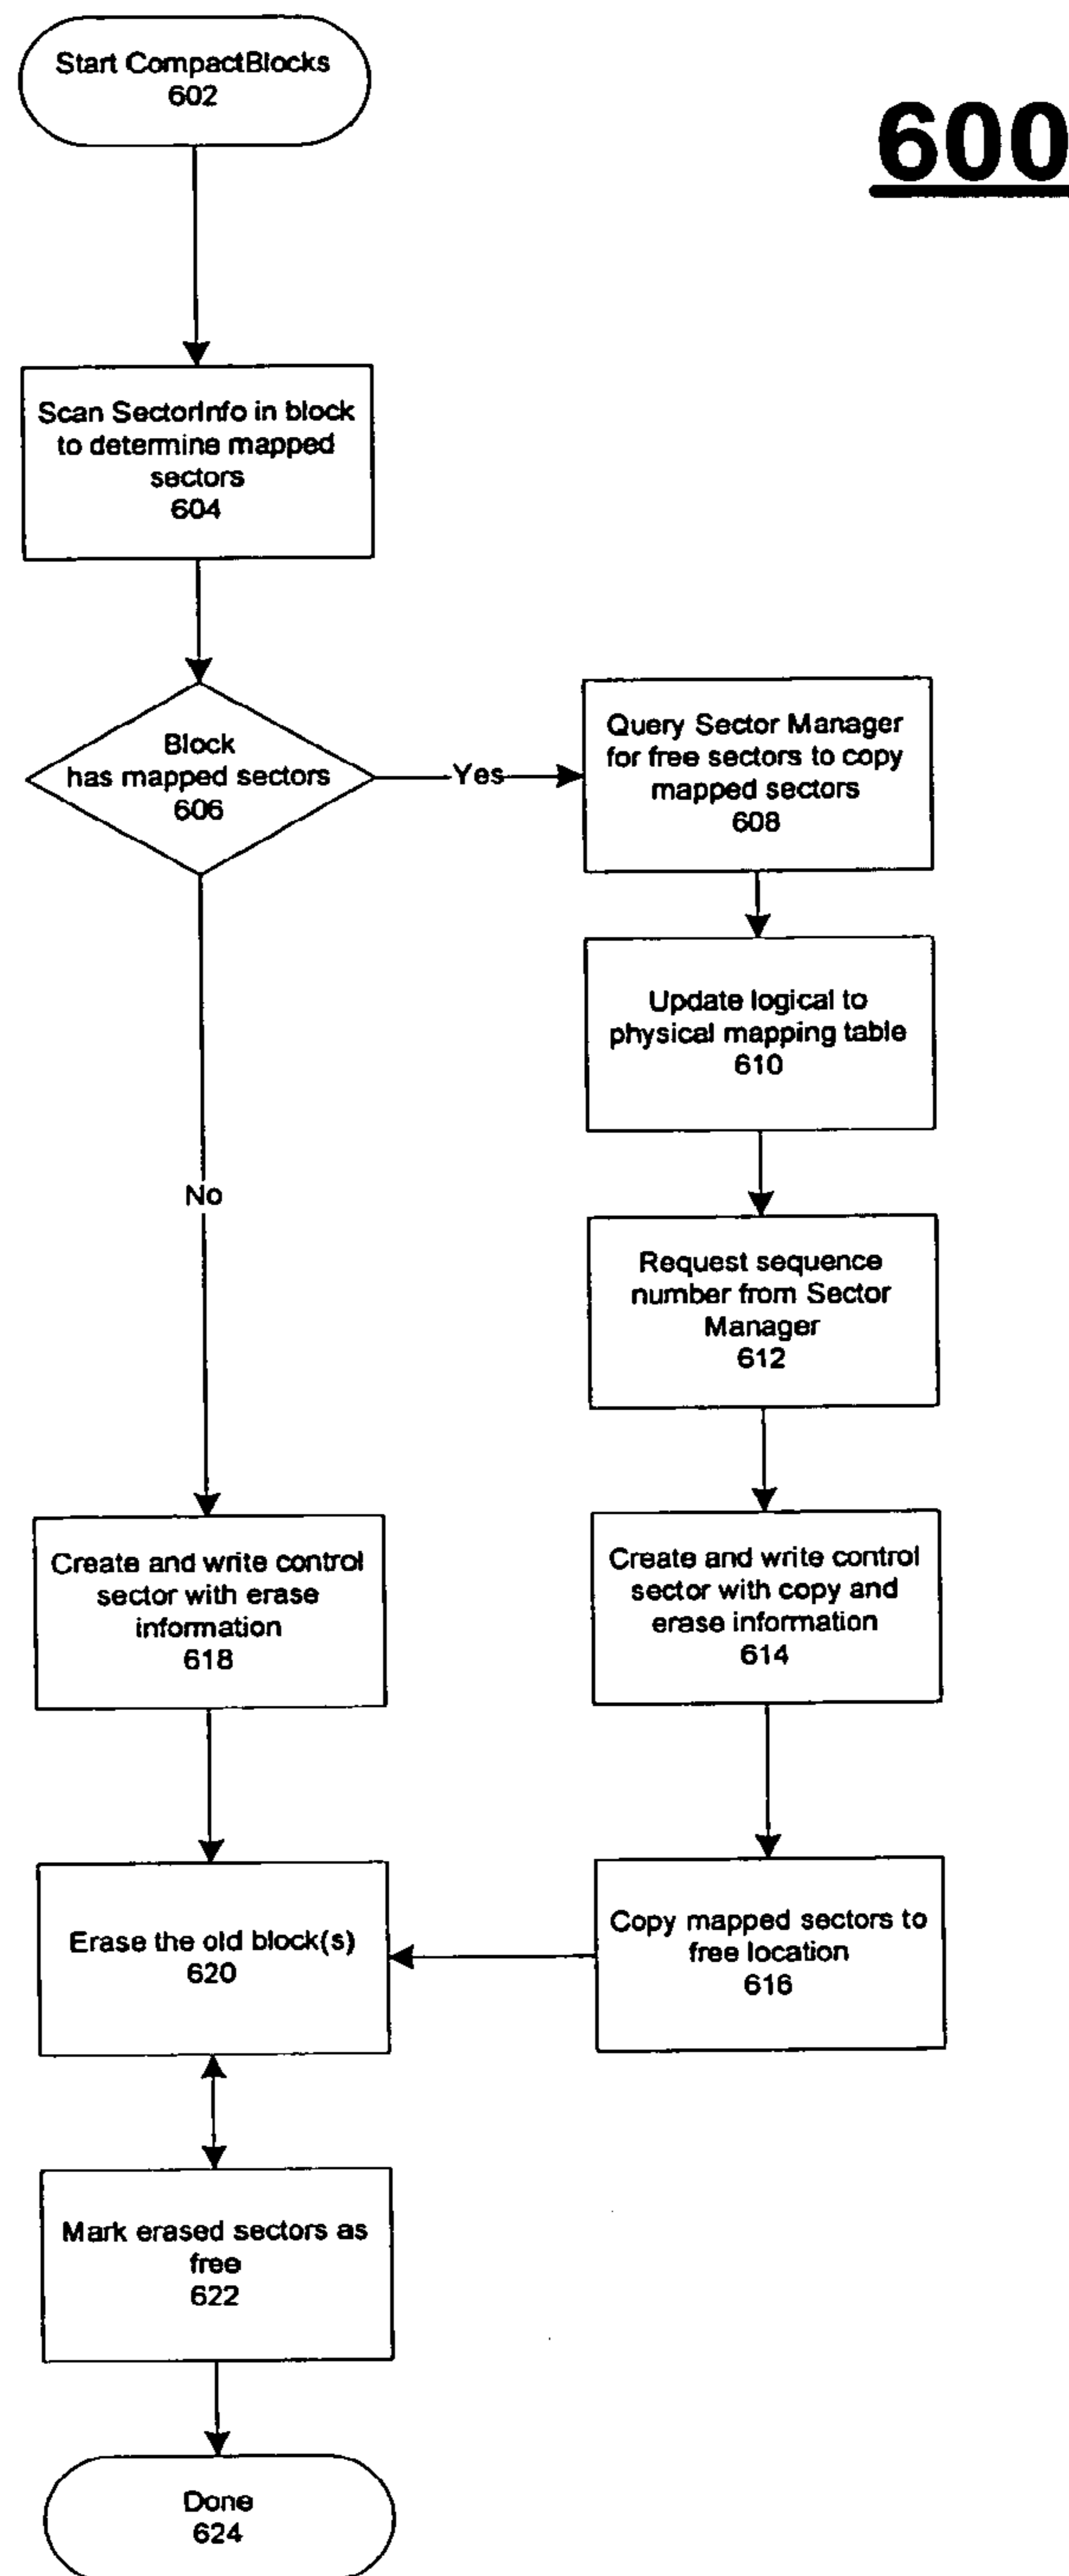 Start CompactBlocks
602
600
Scan SectorInfo in block
to determine mapped
sectors
604
Block
has mapped sectors
606
Yes
Query Sector Manager
for free sectors to copy
mapped sectors
608
Update logical to
physical mapping table
610
No
Request sequence
number from Sector
Manager
612
Create and write control
sector with erase
information
618
Create and write control
sector with copy and
erase information
614
Erase the old block(s)
620
Copy mapped sectors to
free location
616
Mark erased sectors as
free
622
Done
624